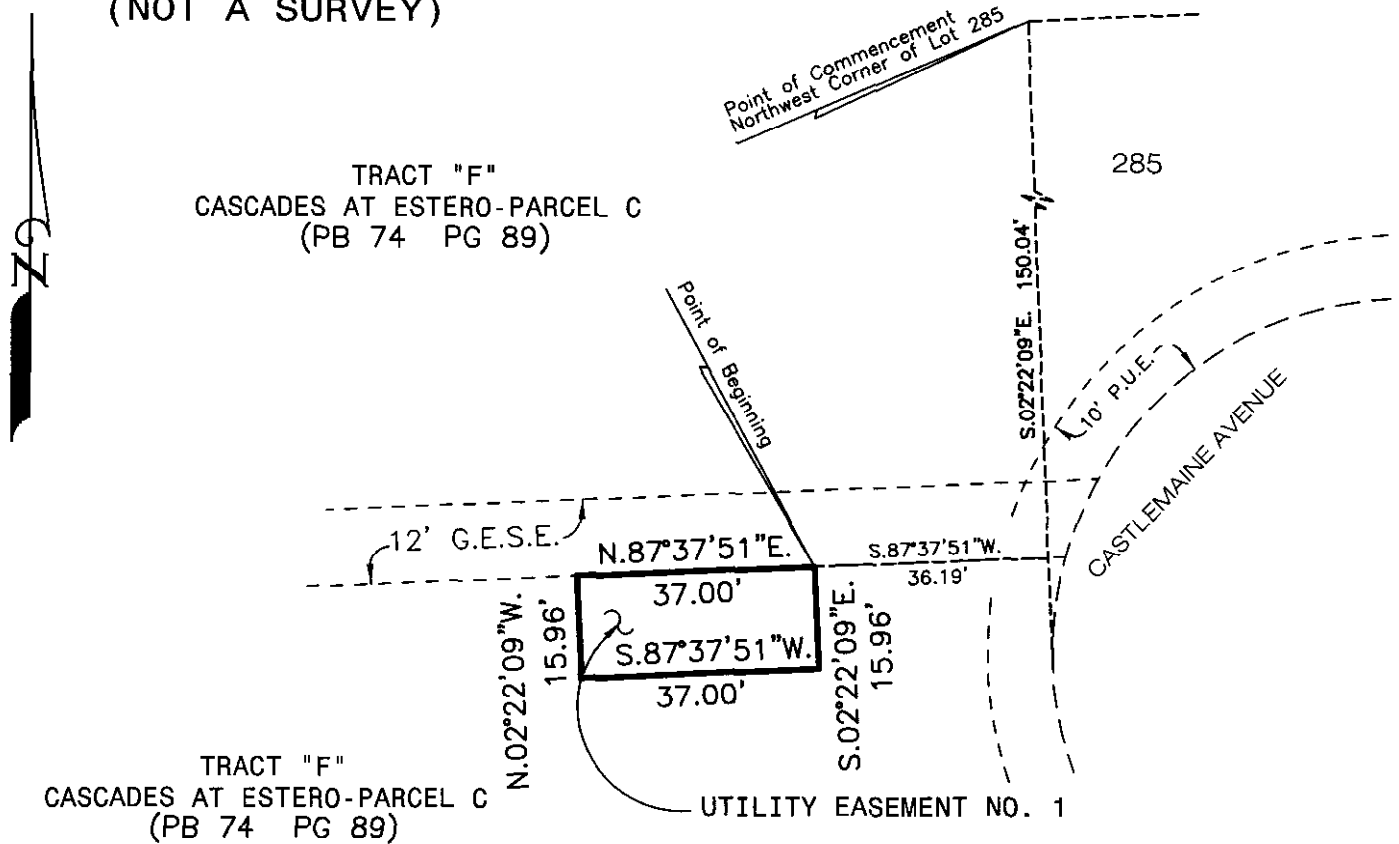 (NOT A SURVEY)
Point of Commencement
Northwest Corner of Lot 285
TRACT "F"
CASCADES AT ESTERO-PARCEL C
(PB 74 PG 89)
285
N
S.02°22'09"E. 150.04'
Point of Beginning
10' P.U.E.
CASTLEMAINE AVENUE
12' G.E.S.E.
N.87°37'51"E.
37.00'
S.87°37'51"W.
36.19'
N.02°22'09"W.
15.96'
S.87°37'51"W.
37.00'
S.02°22'09"E.
15.96'
TRACT "F"
CASCADES AT ESTERO-PARCEL C
(PB 74 PG 89)
UTILITY EASEMENT NO. 1